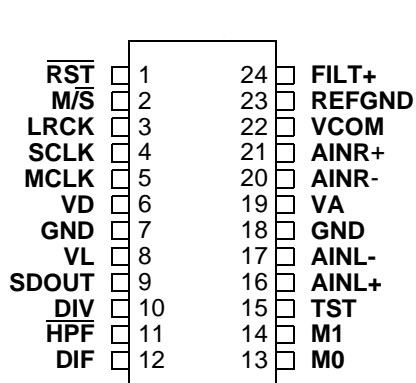 RST 1 24 FILT+
M/S 2 23 REFGND
LRCK 3 22 VCOM
SCLK 4 21 AINR+
MCLK 5 20 AINR-
VD 6 19 VA
GND 7 18 GND
VL 8 17 AINL-
SDOUT 9 16 AINL+
DIV 10 15 TST
HPF 11 14 M1
DIF 12 13 M0